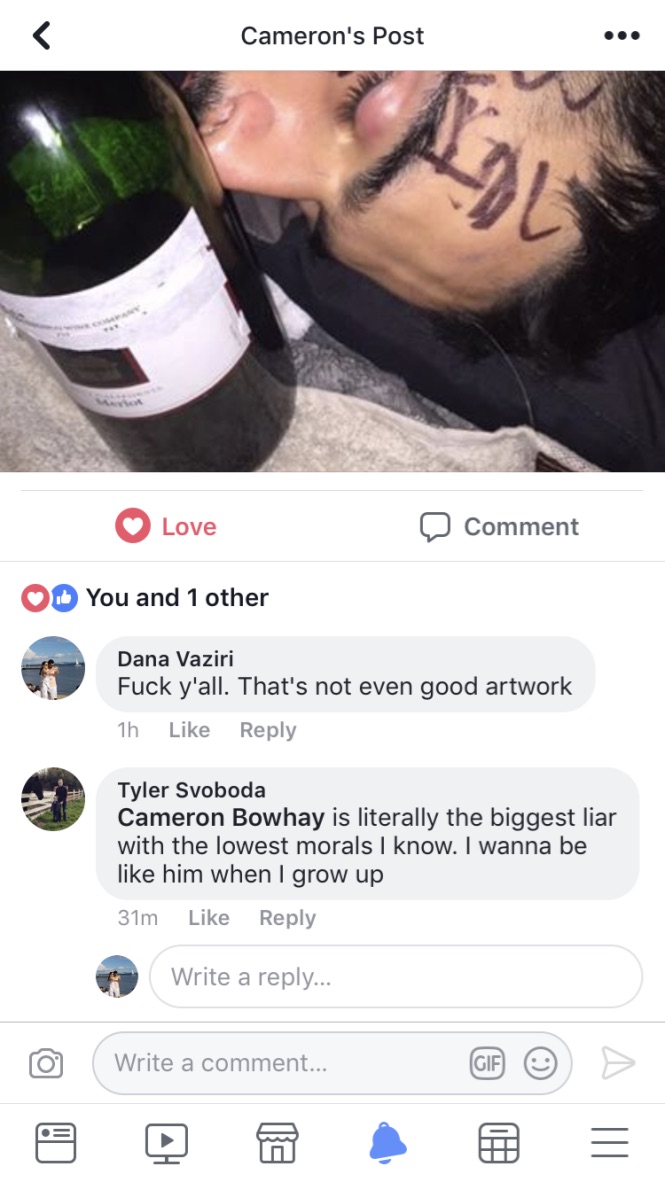 Cameron's Post
WINE COMPANY
Merlot
Love
Comment
You and 1 other
Dana Vaziri
Fuck y'all. That's not even good artwork
1h Like Reply
Tyler Svoboda
Cameron Bowhay is literally the biggest liar
with the lowest morals I know. I wanna be
like him when I grow up
31m Like Reply
Write a reply...
Write a comment...
GIF